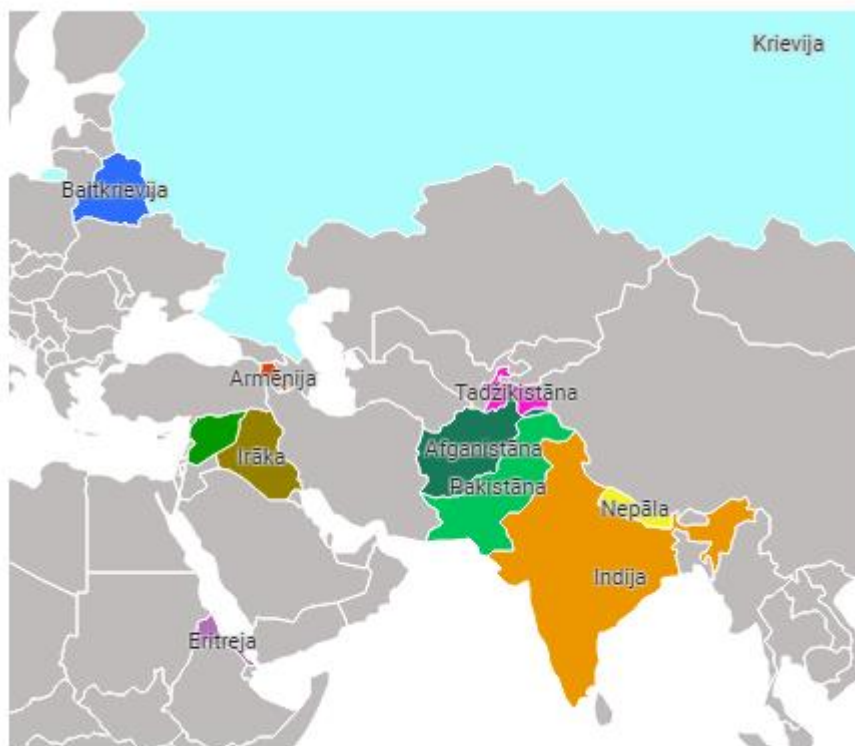 Krievija
Baltkrievija
Armēnija
Tadžikistāna
Irāka
Afganistāna
Pakistāna
Nepāla
Indija
Eritreja